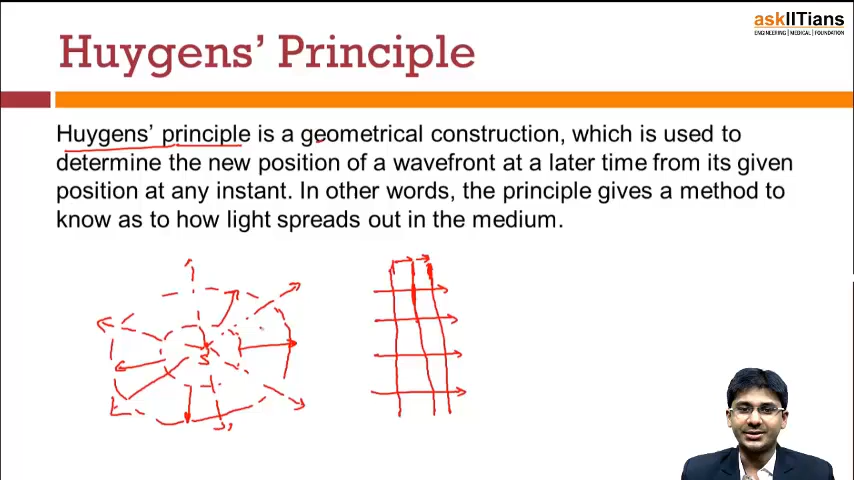 askIITians
ENGINEERING | MEDICAL | FOUNDATION
Huygens' Principle
Huygens' principle is a geometrical construction, which is used to
determine the new position of a wavefront at a later time from its given
position at any instant. In other words, the principle gives a method to
know as to how light spreads out in the medium.
S